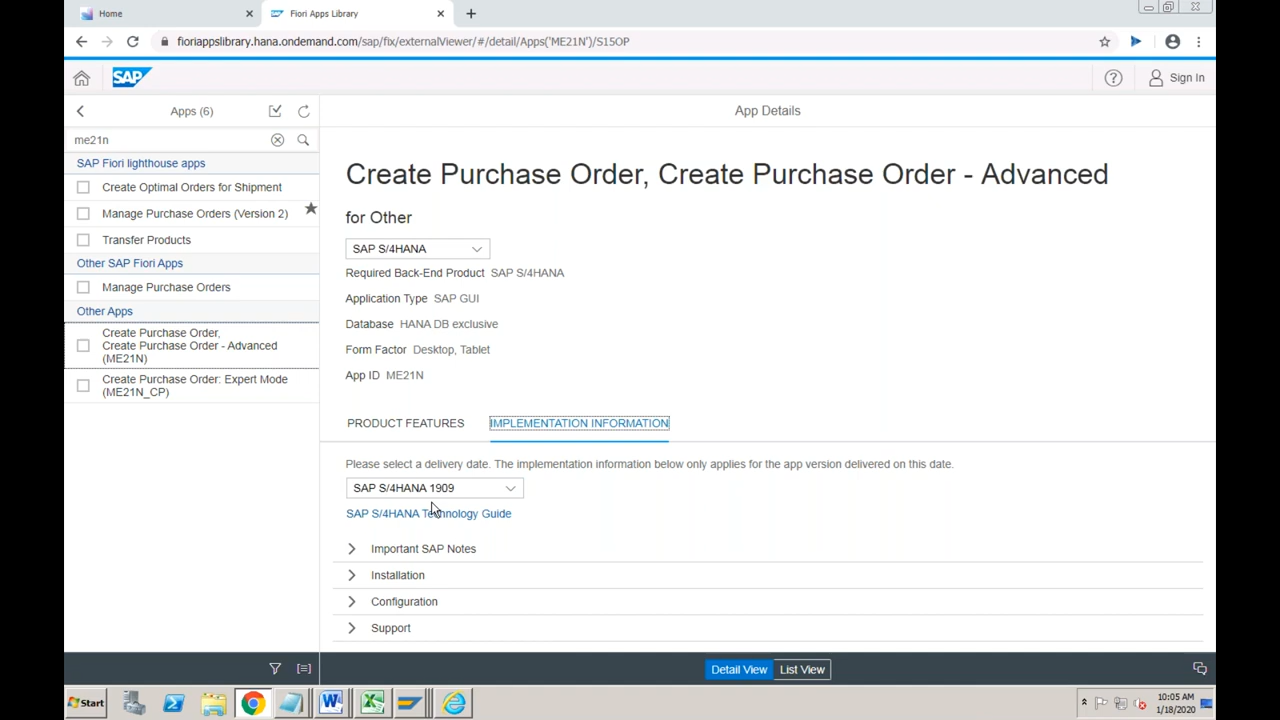 Home
Fiori Apps Library
fioriappslibrary.hana.ondemand.com/sap/fix/externalViewer/#/detail/Apps('ME21N')/S15OP
SAP
Sign In
Apps (6)
App Details
me21n
SAP Fiori lighthouse apps
Create Optimal Orders for Shipment
Manage Purchase Orders (Version 2)
Transfer Products
Other SAP Fiori Apps
Manage Purchase Orders
Other Apps
Create Purchase Order,
Create Purchase Order - Advanced
(ME21N)
Create Purchase Order: Expert Mode
(ME21N_CP)
Create Purchase Order, Create Purchase Order - Advanced
for Other
SAP S/4HANA
Required Back-End Product SAP S/4HANA
Application Type SAP GUI
Database HANA DB exclusive
Form Factor Desktop, Tablet
App ID ME21N
PRODUCT FEATURES IMPLEMENTATION INFORMATION
Please select a delivery date. The implementation information below only applies for the app version delivered on this date.
SAP S/4HANA 1909
SAP S/4HANA Technology Guide
Important SAP Notes
Installation
Configuration
Support
Detail View List View
Start
10:05 AM
1/18/2020